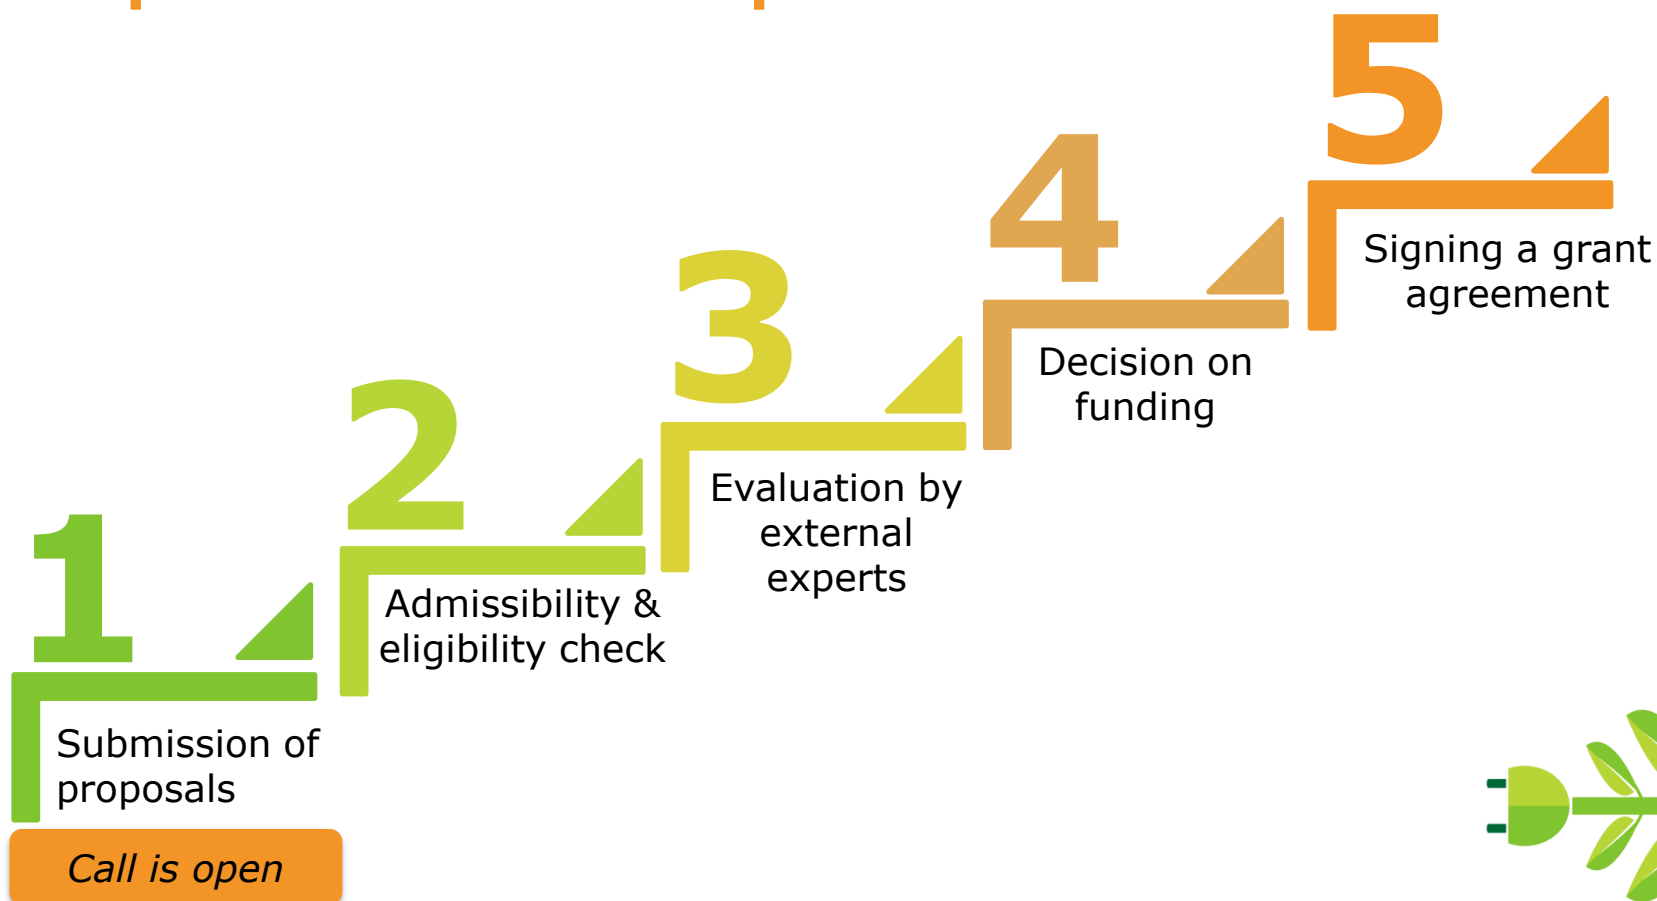 1
Submission of
proposals
Call is open
2
Admissibility &
eligibility check
3
Evaluation by
external
experts
4
Decision on
funding
5
Signing a grant
agreement